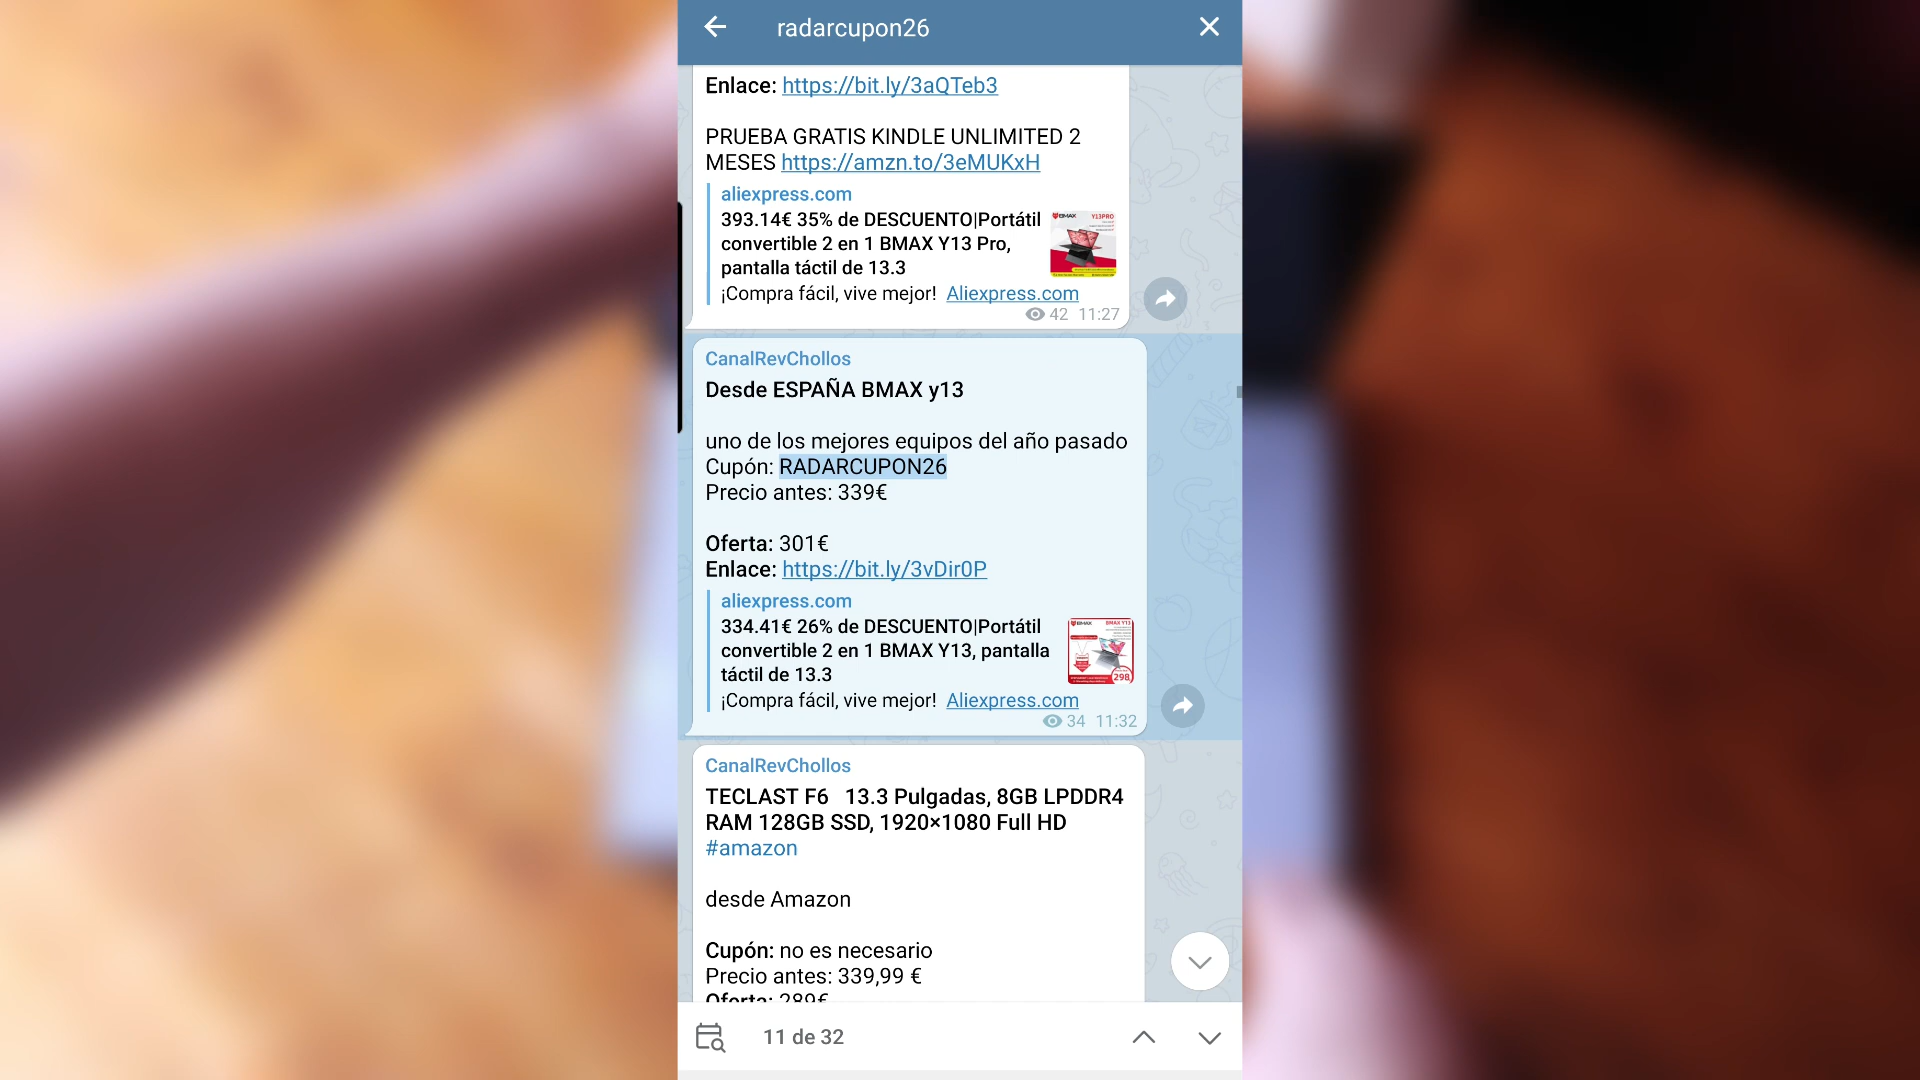 radarcupon26
Enlace: https://bit.ly/3aQTeb3
PRUEBA GRATIS KINDLE UNLIMITED 2
MESES https://amzn.to/3eMUKxH
aliexpress.com
393.14€ 35% de DESCUENTO|Portátil
convertible 2 en 1 BMAX Y13 Pro,
pantalla táctil de 13.3
BMAX Y13PRO
¡Compra fácil, vive mejor! Aliexpress.com
42 11:27
CanalRevChollos
Desde ESPAÑA BMAX y13
uno de los mejores equipos del año pasado
Cupón: RADARCUPON26
Precio antes: 339€
Oferta: 301€
Enlace: https://bit.ly/3vDir0P
aliexpress.com
334.41€ 26% de DESCUENTO|Portátil
convertible 2 en 1 BMAX Y13, pantalla
táctil de 13.3
BMAX BMAX Y13
298
¡Compra fácil, vive mejor! Aliexpress.com
34 11:32
CanalRevChollos
TECLAST F6 13.3 Pulgadas, 8GB LPDDR4
RAM 128GB SSD, 1920×1080 Full HD
#amazon
desde Amazon
Cupón: no es necesario
Precio antes: 339,99 €
Oferta: 289€
11 de 32